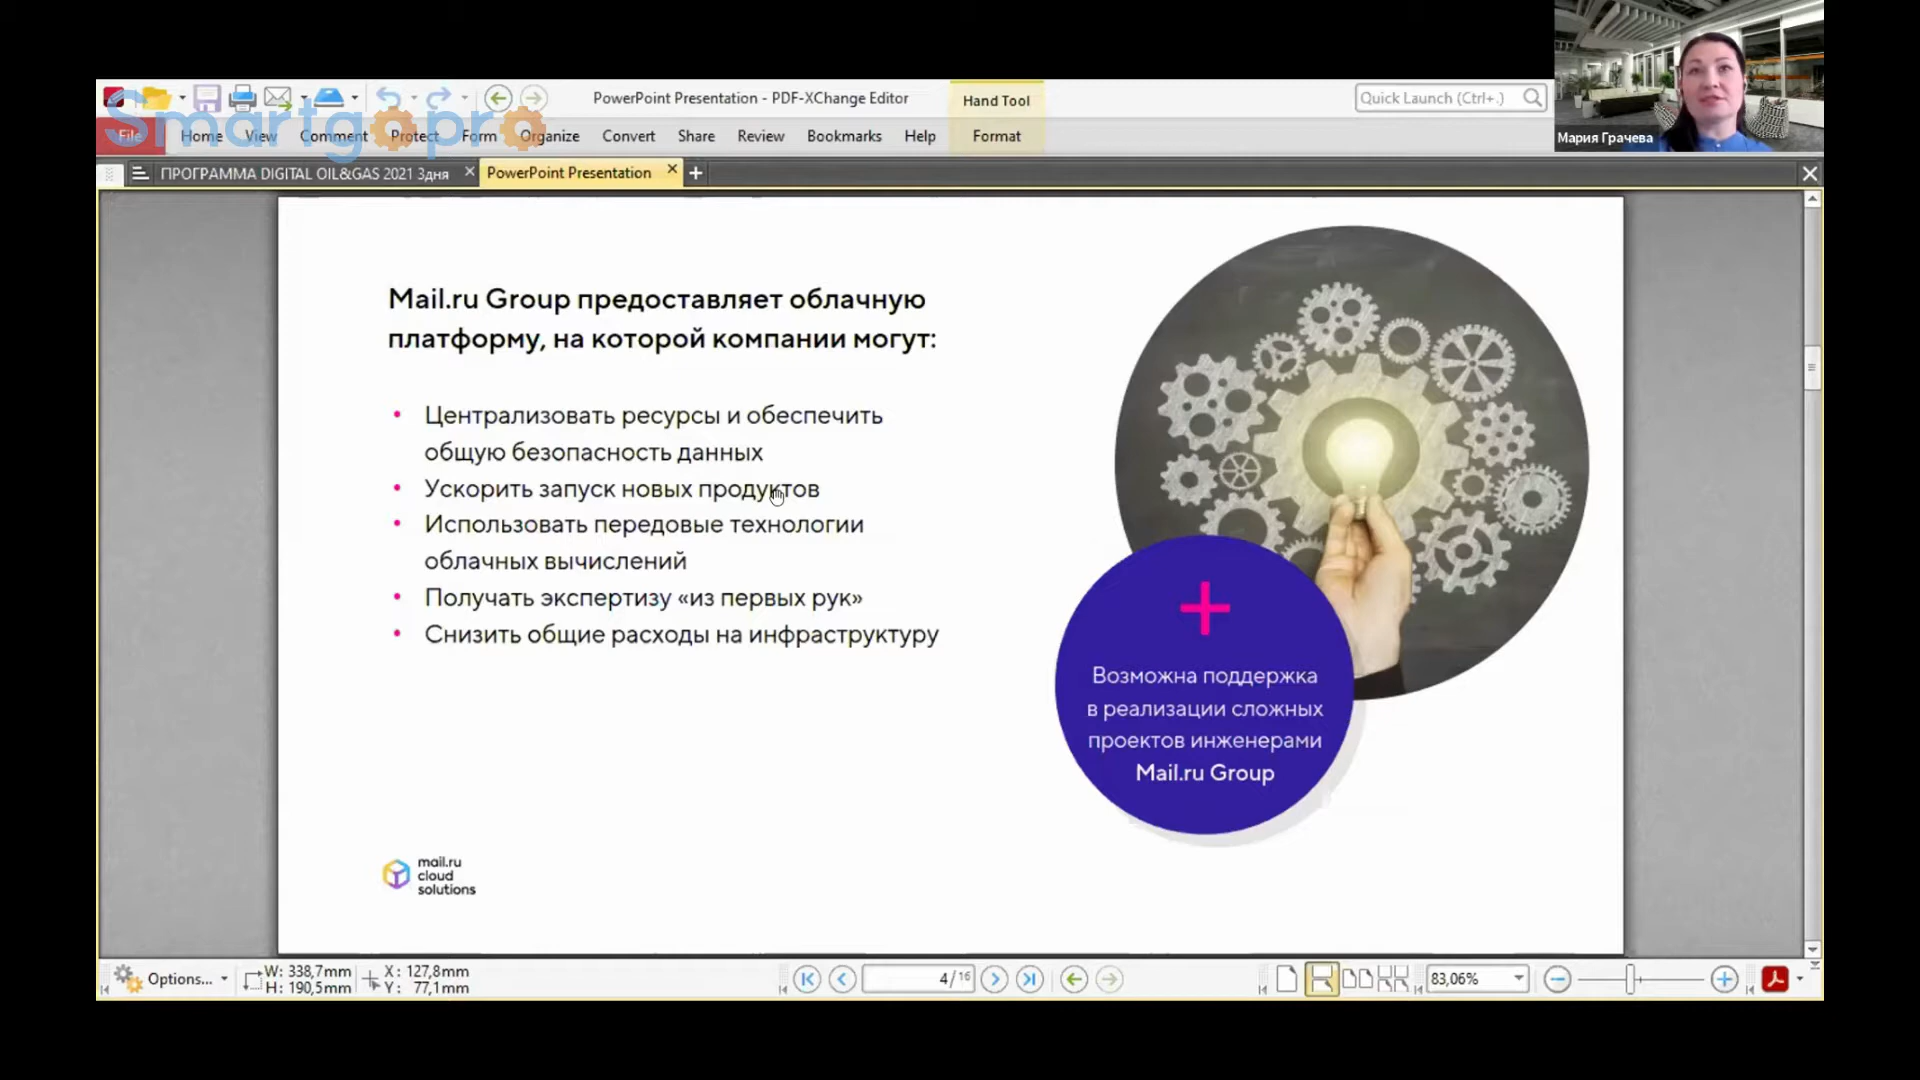 PowerPoint Presentation - PDF-XChange Editor
Hand Tool
Quick Launch (Ctrl+.)
File Home View Comment Protect Form Organize Convert Share Review Bookmarks Help Format
Smartgopro
Мария Грачева
ПРОГРАММА DIGITAL OIL&GAS 2021 3дня
PowerPoint Presentation
Mail.ru Group предоставляет облачную
платформу, на которой компании могут:
• Централизовать ресурсы и обеспечить
общую безопасность данных
• Ускорить запуск новых продуктов
• Использовать передовые технологии
облачных вычислений
• Получать экспертизу «из первых рук»
• Снизить общие расходы на инфраструктуру
+
Возможна поддержка
в реализации сложных
проектов инженерами
Mail.ru Group
mail.ru
cloud
solutions
Options...
W: 338,7mm
H: 190,5mm
X: 127,8mm
Y: 77,1mm
4/16
83,06%